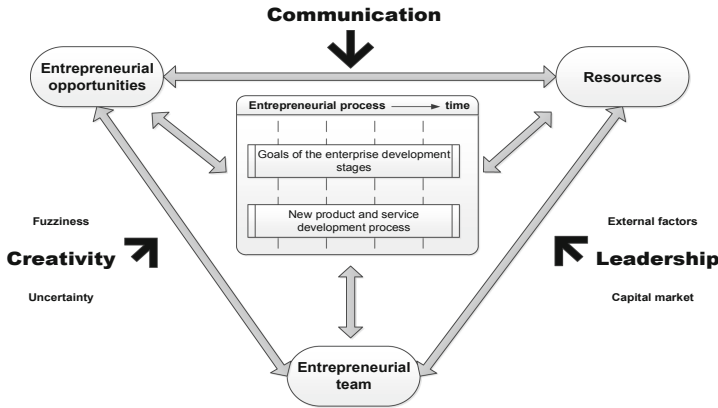 Communication
Entrepreneurial
opportunities
Resources
Entrepreneurial process time
Goals of the enterprise development
stages
New product and service
development process
Fuzziness
Creativity
Uncertainty
External factors
Leadership
Capital market
Entrepreneurial
team